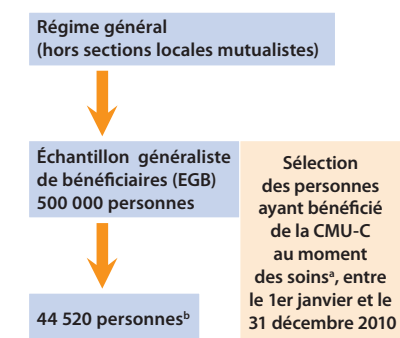 Régime général
(hors sections locales mutualistes)
Échantillon généraliste
de bénéficiaires (EGB)
500 000 personnes
Sélection
des personnes
ayant bénéficié
de la CMU-C
au moment
des soinsᵃ, entre
le 1er janvier et le
31 décembre 2010
44 520 personnesᵇ